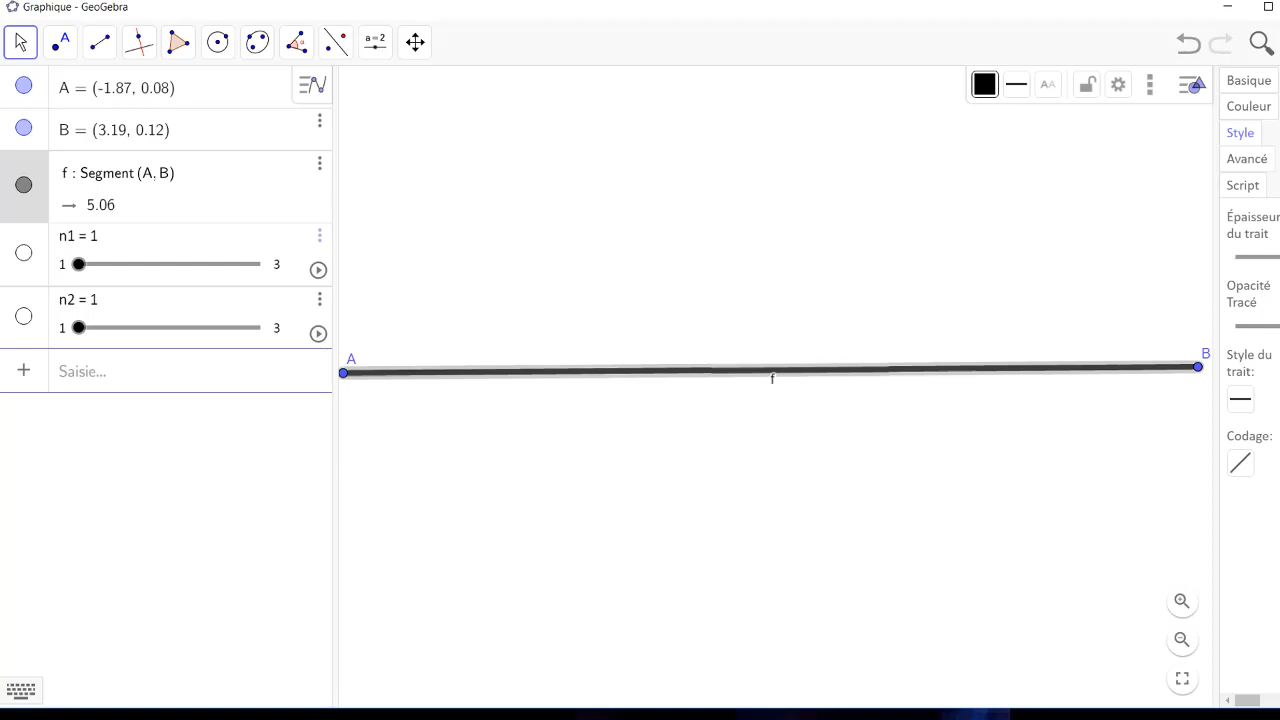 Graphique - GeoGebra
A
a=2
α
AA
A = (-1.87, 0.08)
B = (3.19, 0.12)
f : Segment (A, B)
→ 5.06
n1 = 1
1 3
n2 = 1
1 3
+ Saisie...
A
B
f
Basique
Couleur
Style
Avancé
Script
Épaisseur
du trait
Opacité
Tracé
Style du
trait:
Codage: